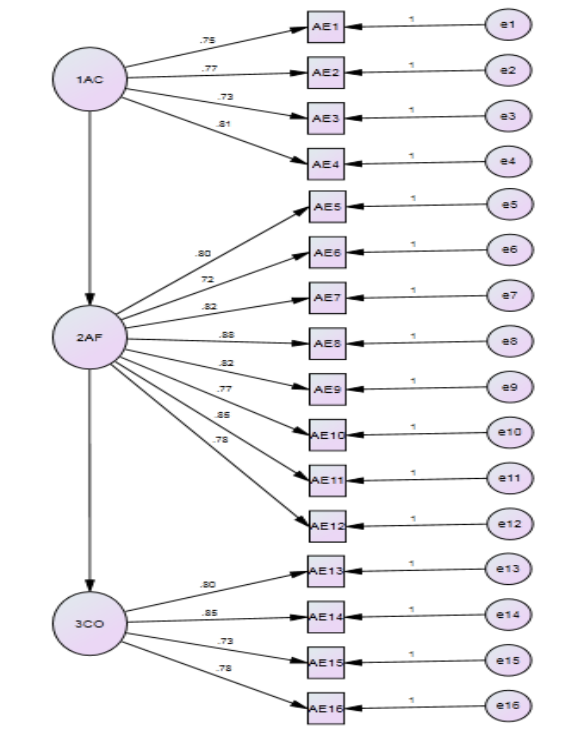 .75 AE1 1 e1
1AC .77 AE2 1 e2
.73 AE3 1 e3
.81 AE4 1 e4
AE5 1 e5
.80 AE6 1 e6
.72 AE7 1 e7
.82
2AF .88 AE8 1 e8
.82 AE9 1 e9
.77 AE10 1 e10
.85
.78 AE11 1 e11
AE12 1 e12
.80 AE13 1 e13
3CO .85 AE14 1 e14
.73 AE15 1 e15
.78 AE16 1 e16